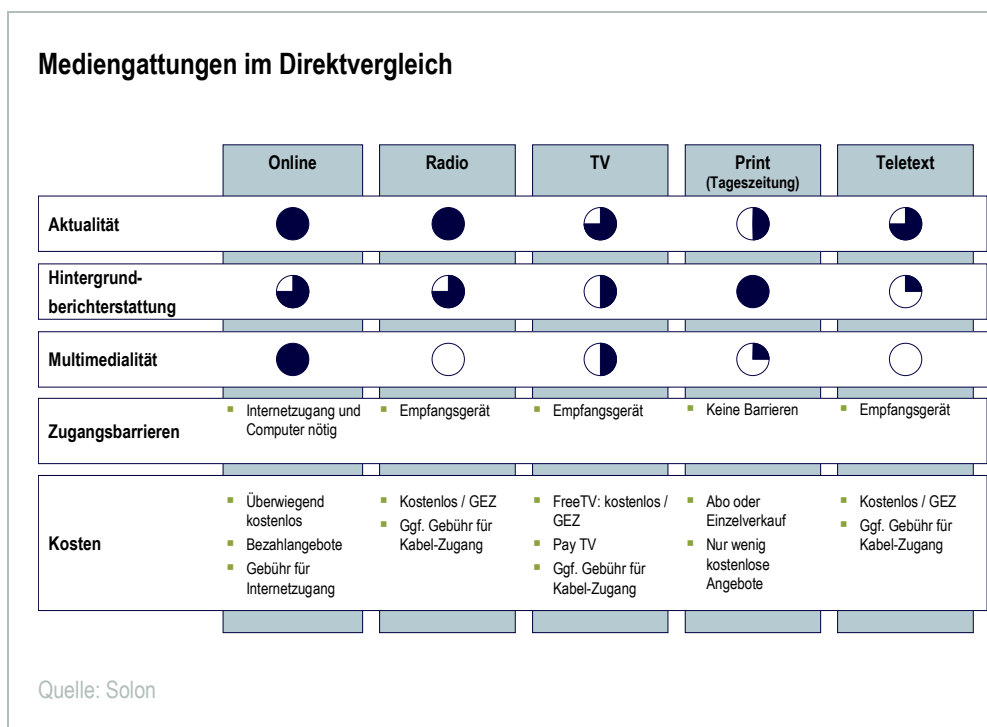 Mediengattungen im Direktvergleich
Online
Radio
TV
Print
(Tageszeitung)
Teletext
Aktualität
Hintergrund-
berichterstattung
Multimedialität
Zugangsbarrieren
Internetzugang und
Computer nötig
Empfangsgerät
Empfangsgerät
Keine Barrieren
Empfangsgerät
Kosten
Überwiegend
kostenlos
Bezahlangebote
Gebühr für
Internetzugang
Kostenlos / GEZ
Ggf. Gebühr für
Kabel-Zugang
FreeTV: kostenlos /
GEZ
Pay TV
Ggf. Gebühr für
Kabel-Zugang
Abo oder
Einzelverkauf
Nur wenig
kostenlose
Angebote
Kostenlos / GEZ
Ggf. Gebühr für
Kabel-Zugang
Quelle: Solon